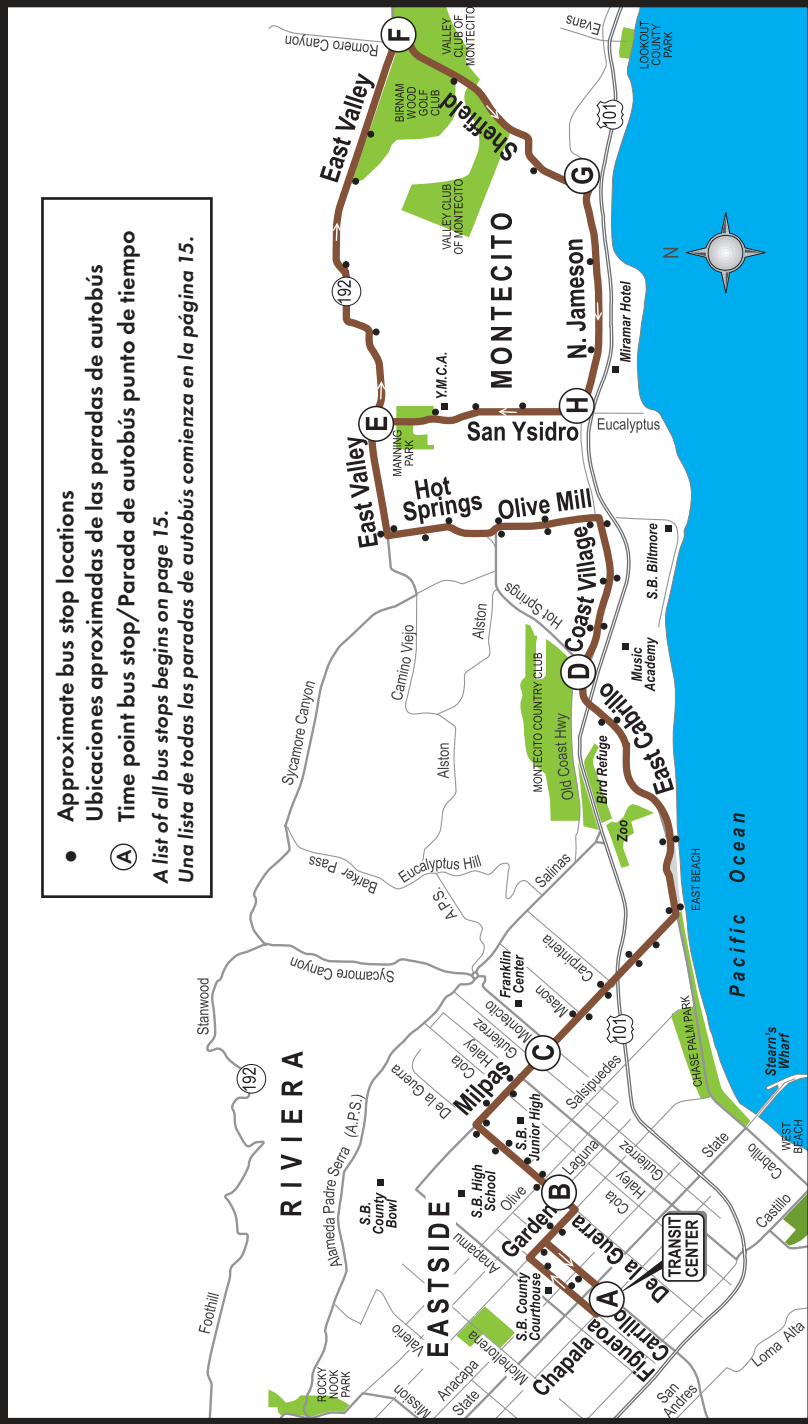 Approximate bus stop locations
Ubicaciones aproximadas de las paradas de autobús
A Time point bus stop/Parada de autobús punto de tiempo
A list of all bus stops begins on page 15.
Una lista de todas las paradas de autobús comienza en la página 15.
Foothill
ROCKY
NOOK
PARK
192
Stanwood
RIVIERA
Alameda Padre Serra (A.P.S.)
S.B.
County
Bowl
EASTSIDE
S.B. High
School
Mission
Valerio
Micheltorena
Anacapa
State
Anapamu
S.B. County
Courthouse
Chapala
Figueroa
Carrillo
A
TRANSIT
CENTER
De la Guerra
Garden
B
Olive
Laguna
S.B.
Junior High
Cota
Haley
Gutierrez
Salsipuedes
State
Castillo
Cabrillo
WEST
BEACH
Stearn's
Wharf
San
Andres
Loma Alta
De la Guerra
Milpas
C
Cota
Haley
Gutierrez
Montecito
Mason
Franklin
Center
Carpinteria
101
CHASE PALM PARK
Sycamore Canyon
Sycamore Canyon
Barker Pass
A.P.S.
Eucalyptus Hill
Salinas
Alston
Camino Viejo
Alston
EAST BEACH
Zoo
Bird Refuge
Old Coast Hwy
MONTECITO COUNTRY CLUB
East Cabrillo
D
Hot Springs
Coast Village
Music
Academy
S.B. Biltmore
Pacific Ocean
East Valley
Hot
Springs
Olive Mill
E
MANNING
PARK
Y.M.C.A.
San Ysidro
H
Eucalyptus
Miramar Hotel
MONTECITO
N. Jameson
192
East Valley
F
Romero Canyon
BIRNAM
WOOD
GOLF
CLUB
VALLEY
CLUB OF
MONTECITO
Sheffield
VALLEY CLUB
OF MONTECITO
G
101
Evans
LOOKOUT
COUNTY
PARK
N